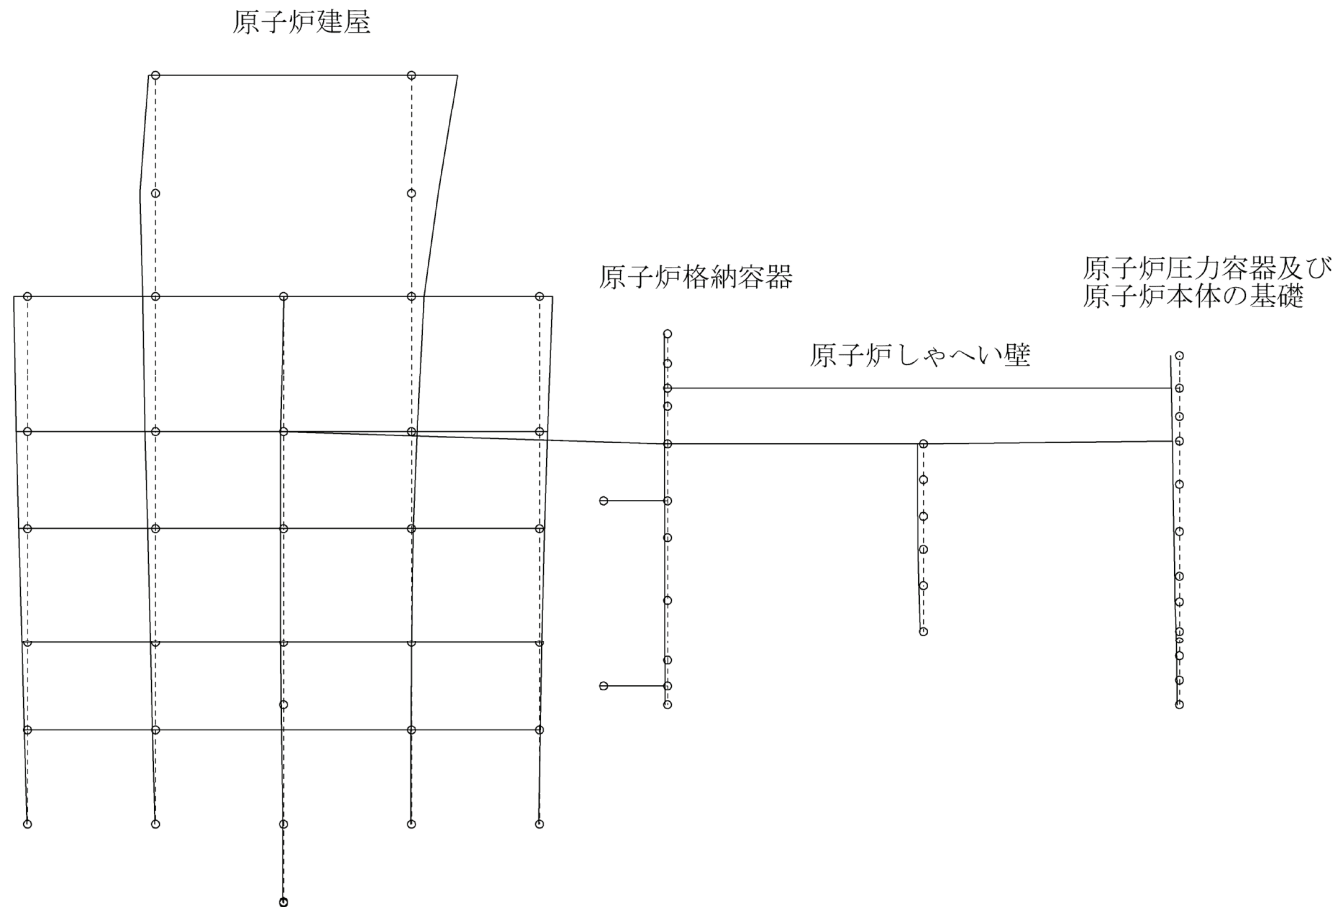 原子炉建屋
原子炉格納容器
原子炉しゃへい壁
原子炉圧力容器及び
原子炉本体の基礎